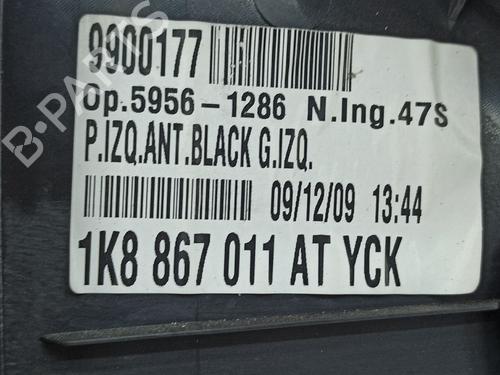 9900177
Op.5956-1286 N.Ing.47S
P.IZQ.ANT.BLACK G.IZQ.
09/12/09 13:44
1K8 867 011 AT YCK
B-PARTS